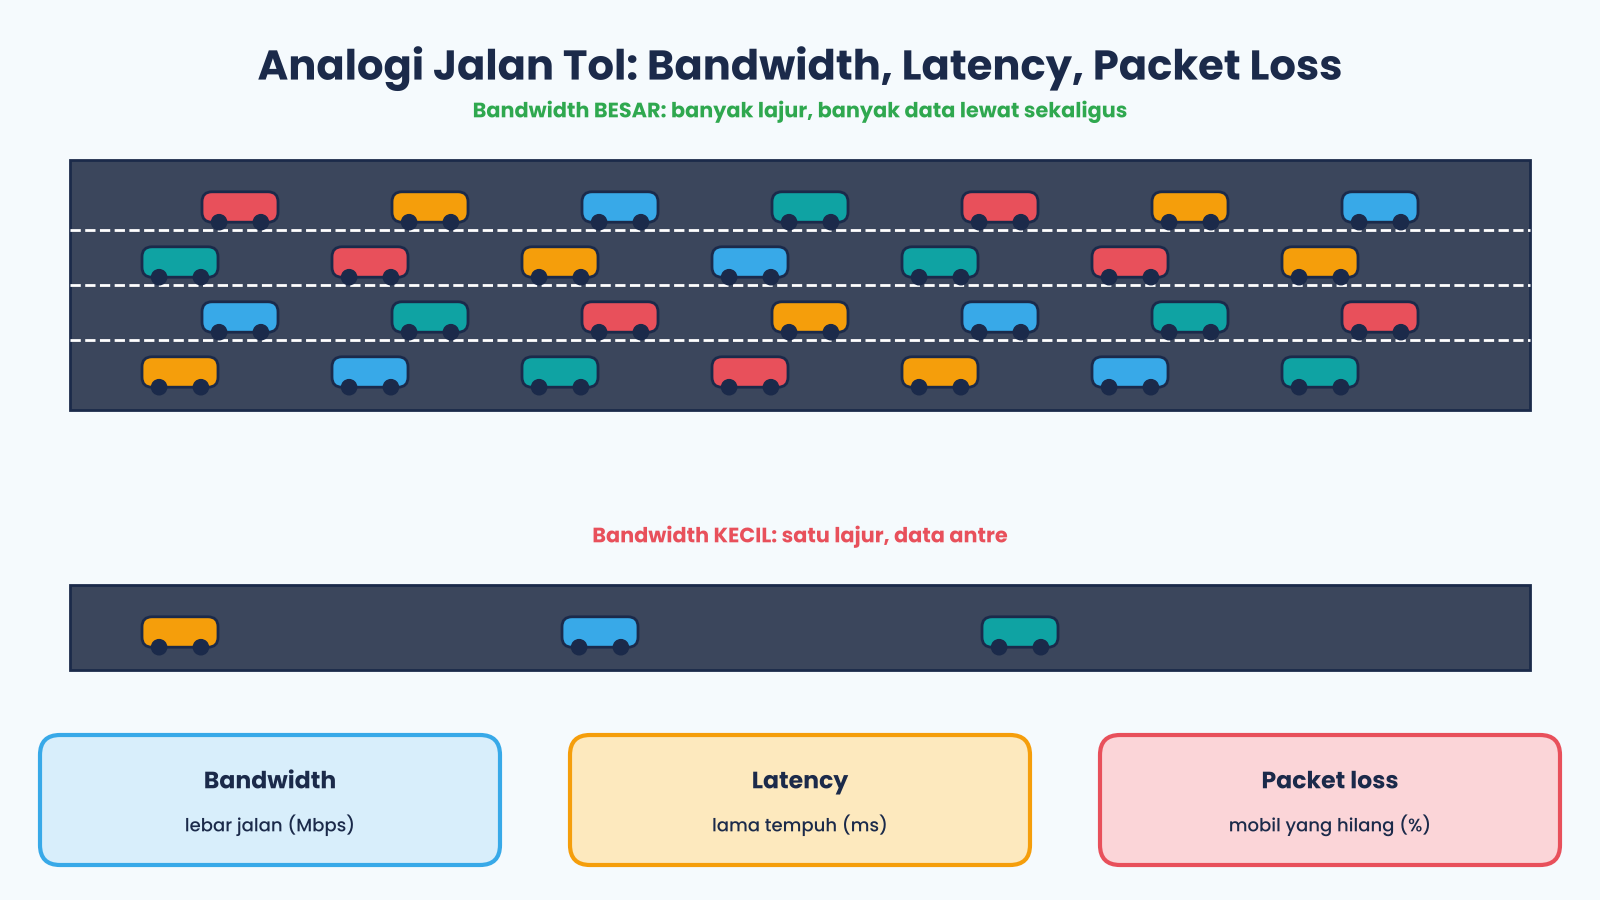 Analogi Jalan Tol: Bandwidth, Latency, Packet Loss
Bandwidth BESAR: banyak lajur, banyak data lewat sekaligus
Bandwidth KECIL: satu lajur, data antre
Bandwidth
lebar jalan (Mbps)
Latency
lama tempuh (ms)
Packet loss
mobil yang hilang (%)